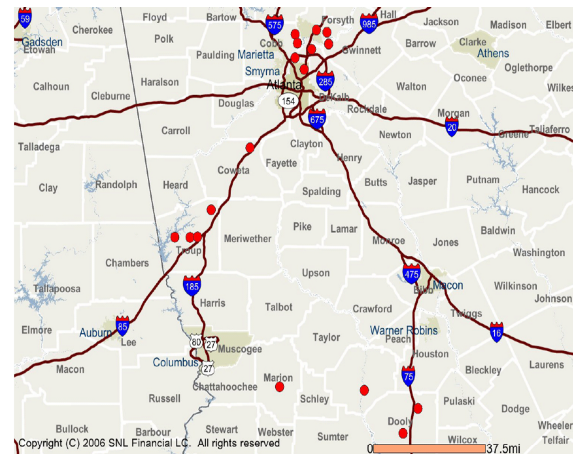 59
Cherokee
Floyd
Bartow
575
Forsyth
985
Hall
Jackson
Madison
Elbert
Gadsden
Etowah
Polk
Cobb
Gwinnett
Barrow
Clarke
Athens
Paulding
Marietta
Smyrna
Oglethorpe
Calhoun
Cleburne
Haralson
Atlanta
285
DeKalb
Walton
Oconee
Wilkes
Douglas
154
Rockdale
Morgan
675
20
Greene
Taliaferro
Carroll
Newton
Talladega
Clayton
Henry
Clay
Randolph
Heard
Coweta
Fayette
Spalding
Butts
Jasper
Putnam
Hancock
Baldwin
Chambers
Troup
Meriwether
Pike
Lamar
Monroe
Jones
Washington
Tallapoosa
185
Upson
475
Bibb
Macon
Wilkinson
Johnson
Harris
Talbot
Crawford
Twiggs
Elmore
Auburn
85
Lee
80
27
Muscogee
Taylor
Warner Robins
Peach
16
Macon
Columbus
27
Houston
Bleckley
Laurens
Chattahoochee
Marion
75
Russell
Schley
Pulaski
Dodge
Dooly
Bullock
Barbour
Stewart
Webster
Sumter
Wilcox
Wheeler
Telfair
Copyright (C) 2006 SNL Financial LC. All rights reserved
0
37.5mi